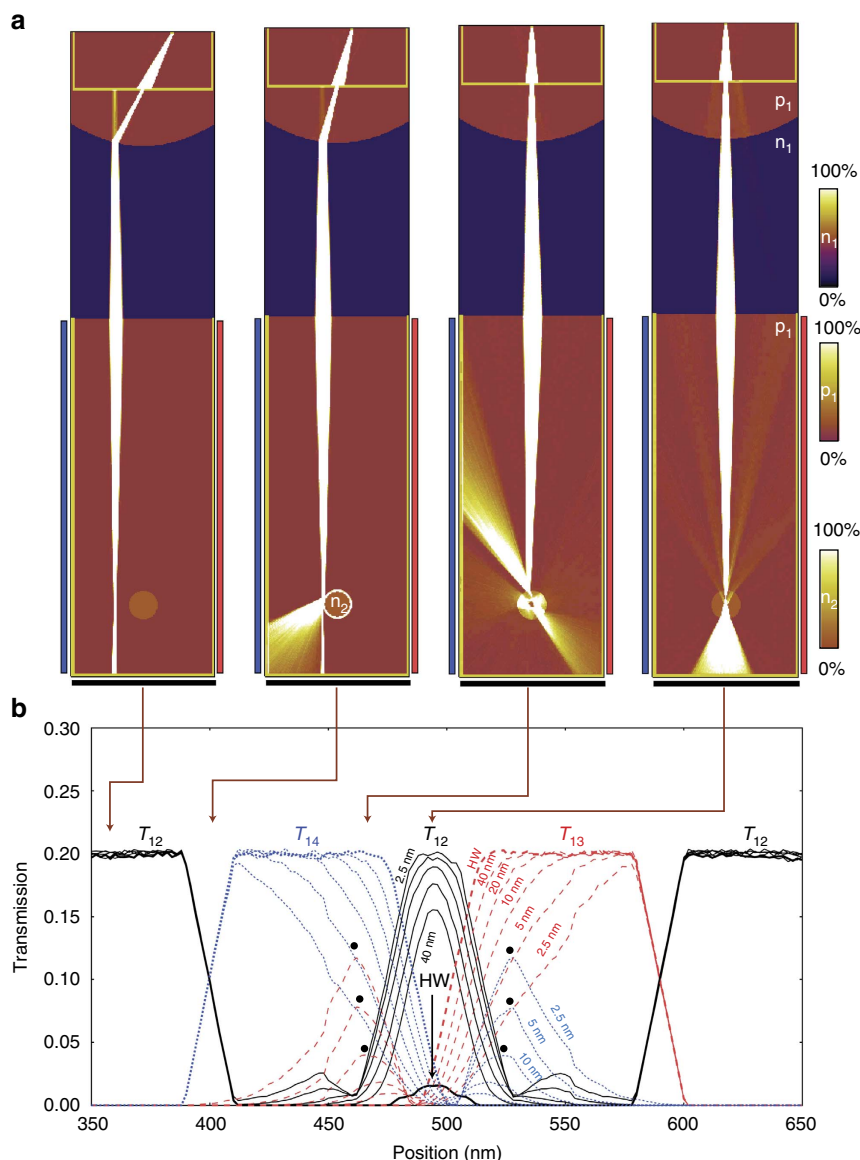 a
p1
n1
100%
n1
0%
p1
100%
p1
0%
100%
n2
n2
0%
b
0.30
0.25
0.20
0.15
0.10
0.05
0.00
Transmission
T12
T14
T12
T13
T12
2.5 nm
40 nm
HW
HW
40 nm
20 nm
10 nm
5 nm
2.5 nm
2.5 nm
5 nm
10 nm
350
400
450
500
550
600
650
Position (nm)